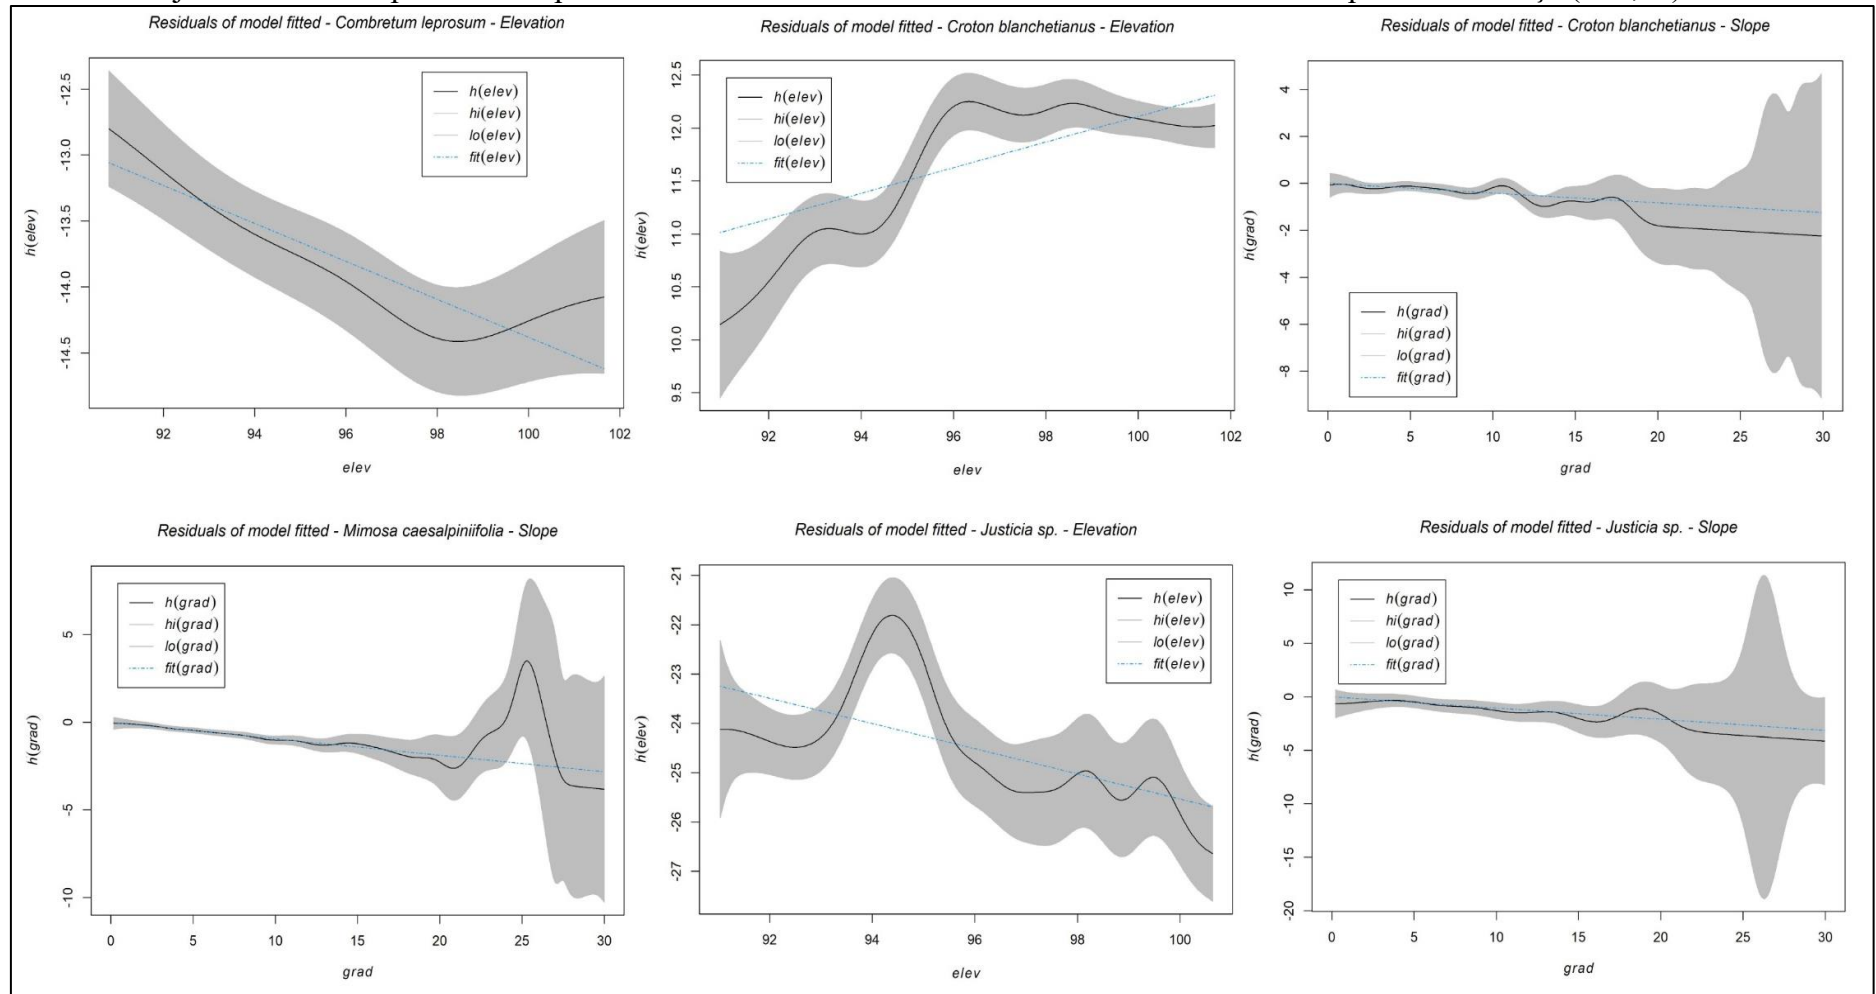 Residuals of model fitted - Combretum leprosum - Elevation
-12.5
-13.0
-13.5
-14.0
-14.5
h(elev)
h(elev)
hi(elev)
lo(elev)
fit(elev)
92 94 96 98 100 102
elev
Residuals of model fitted - Croton blanchetianus - Elevation
12.5
12.0
11.5
11.0
10.5
10.0
9.5
h(elev)
h(elev)
hi(elev)
lo(elev)
fit(elev)
92 94 96 98 100 102
elev
Residuals of model fitted - Croton blanchetianus - Slope
4
2
0
-2
-4
-6
-8
h(grad)
h(grad)
hi(grad)
lo(grad)
fit(grad)
0 5 10 15 20 25 30
grad
Residuals of model fitted - Mimosa caesalpiniifolia - Slope
5
0
-5
-10
h(grad)
h(grad)
hi(grad)
lo(grad)
fit(grad)
0 5 10 15 20 25 30
grad
Residuals of model fitted - Justicia sp. - Elevation
-21
-22
-23
-24
-25
-26
-27
h(elev)
h(elev)
hi(elev)
lo(elev)
fit(elev)
92 94 96 98 100
elev
Residuals of model fitted - Justicia sp. - Slope
10
5
0
-5
-10
-15
-20
h(grad)
h(grad)
hi(grad)
lo(grad)
fit(grad)
0 5 10 15 20 25 30
grad